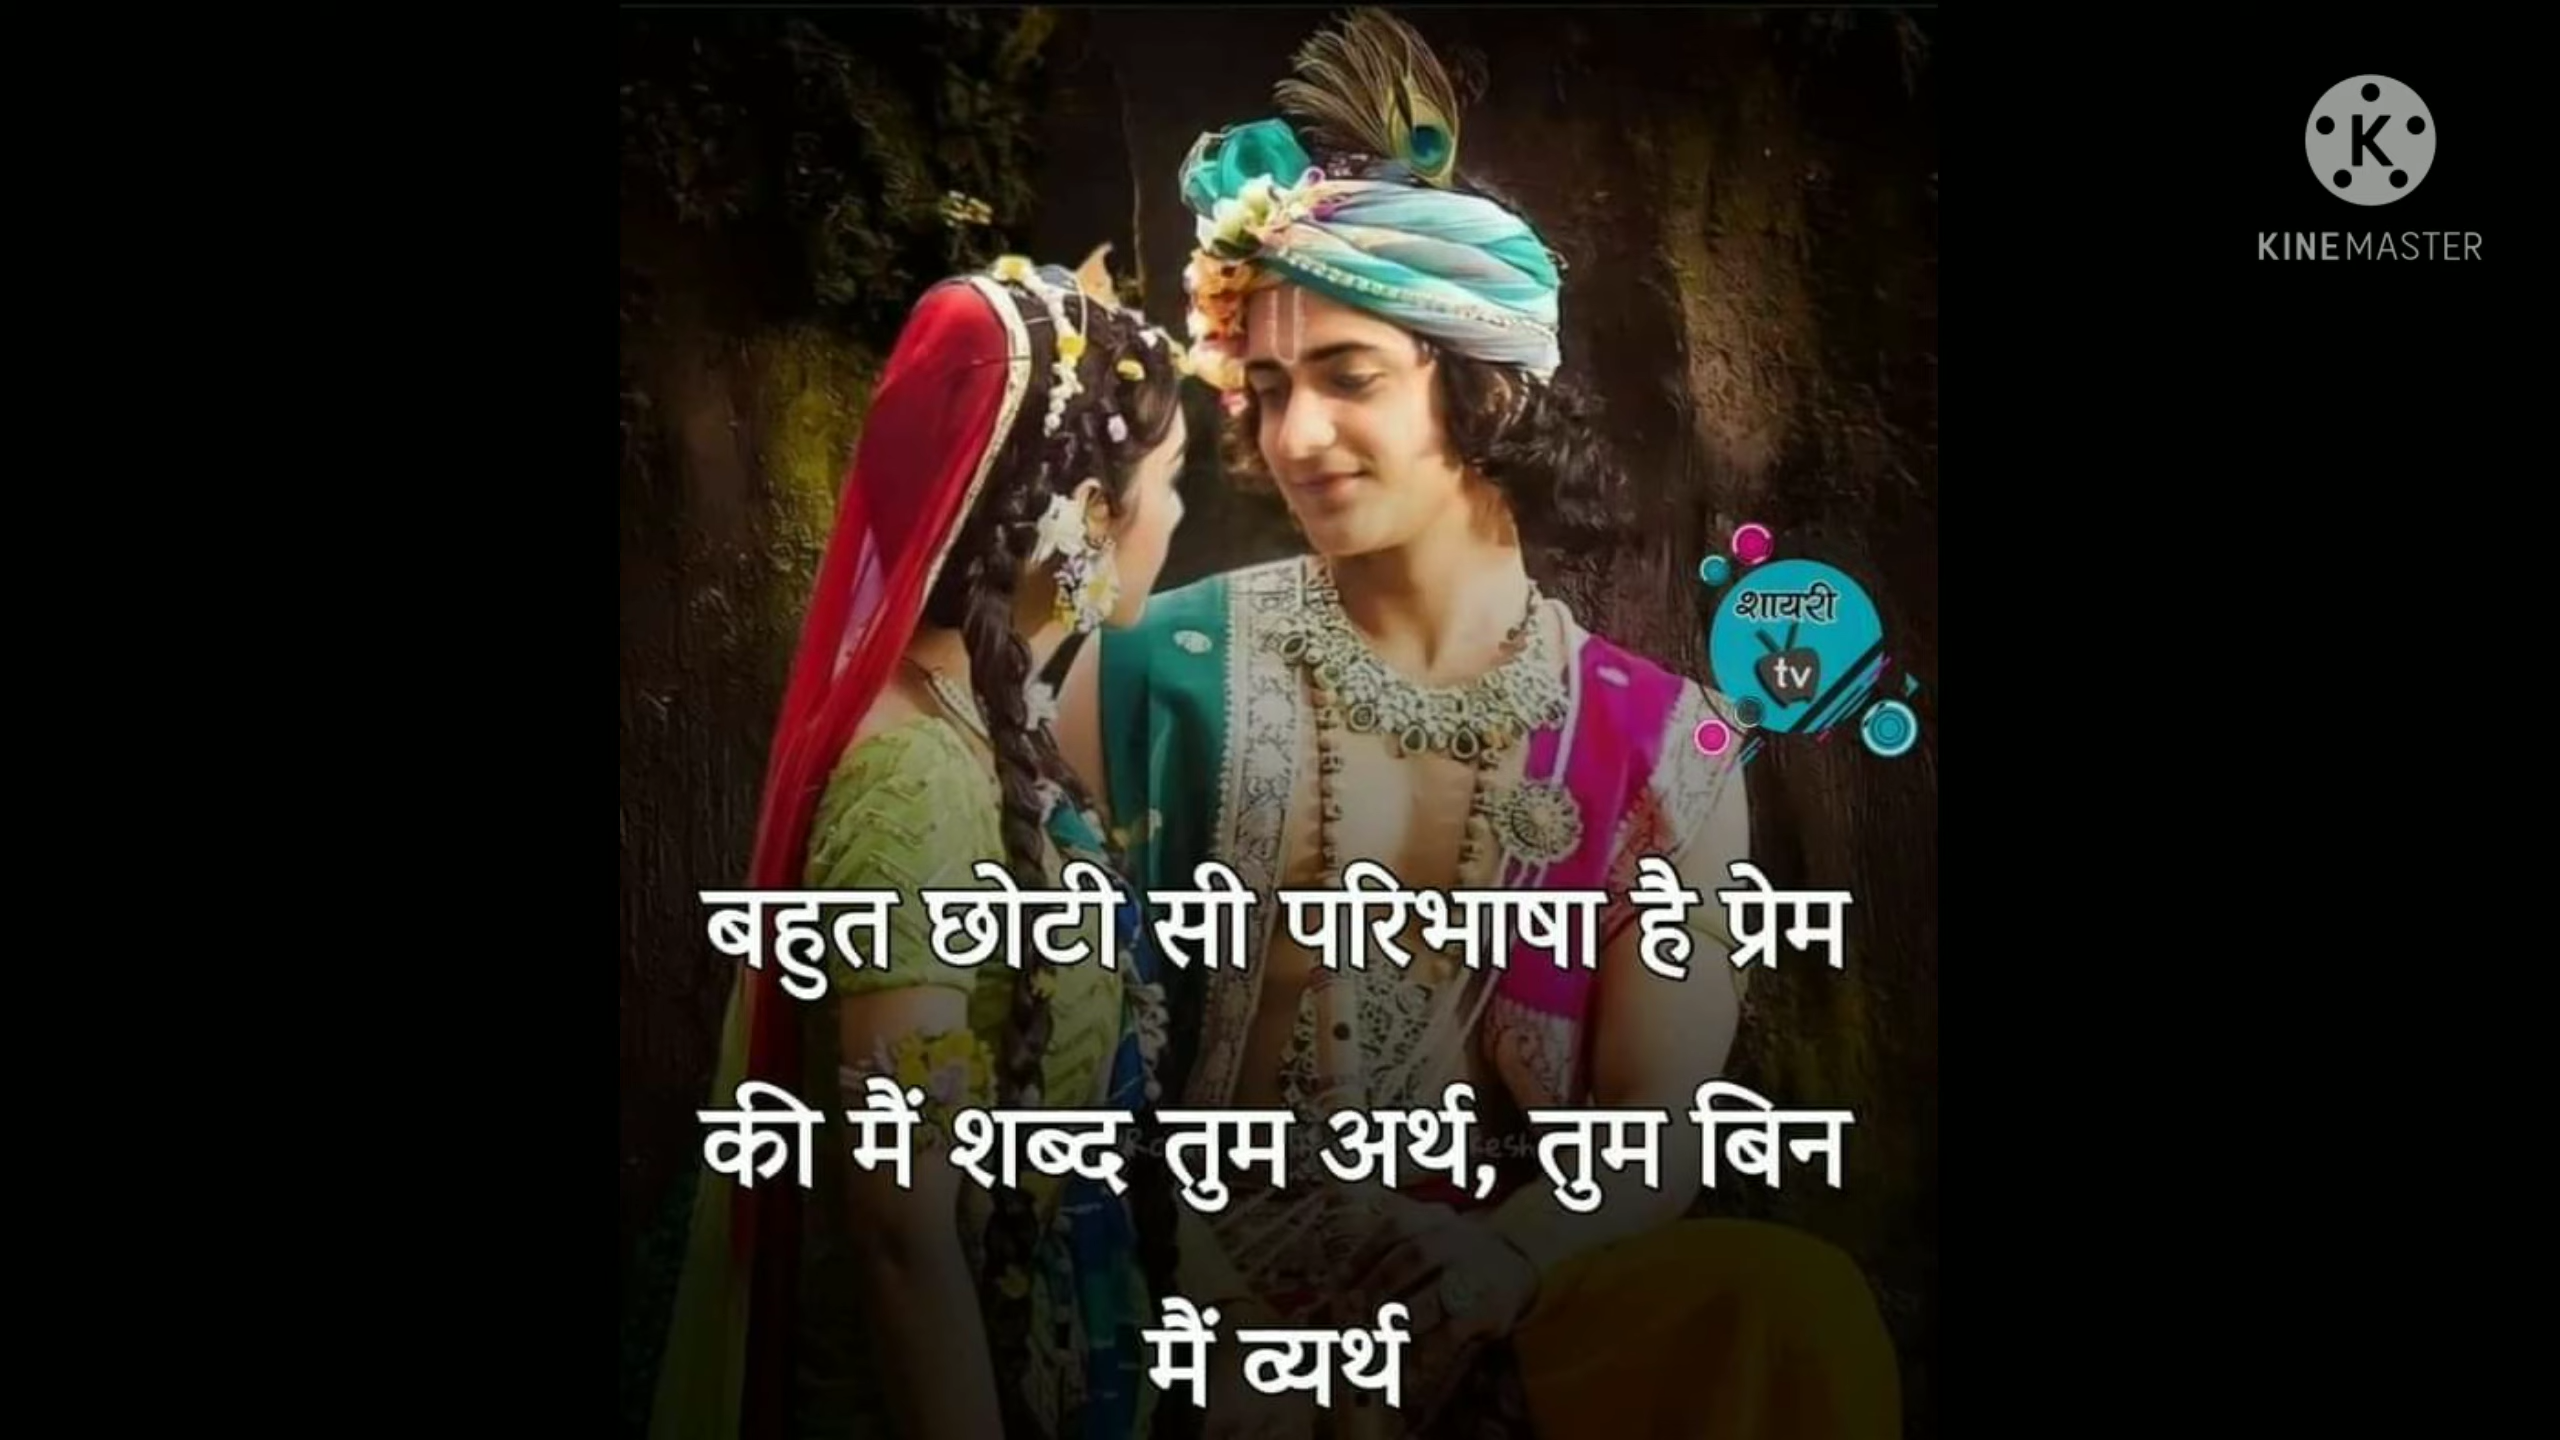 KINEMASTER
शायरी
tv
बहुत छोटी सी परिभाषा है प्रेम
की मैं शब्द तुम अर्थ, तुम बिन
मैं व्यर्थ